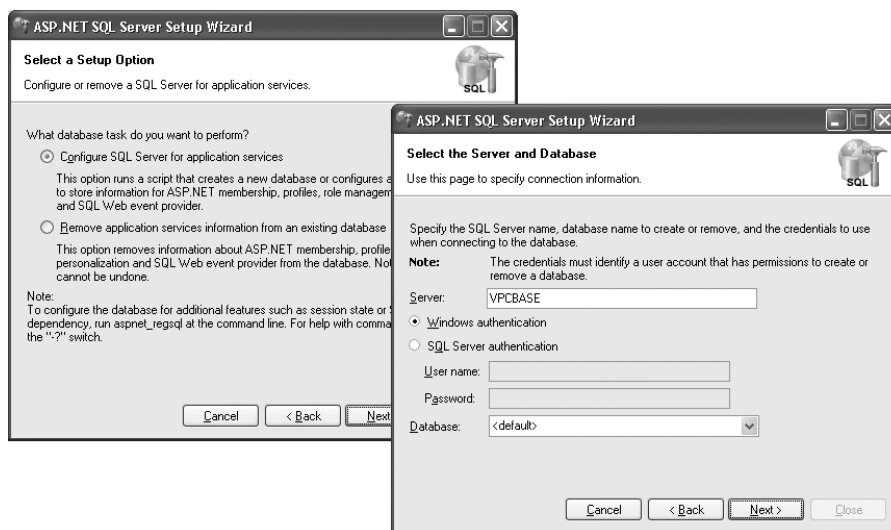 ASP.NET SQL Server Setup Wizard
Select a Setup Option
Configure or remove a SQL Server for application services.
SQL
What database task do you want to perform?
Configure SQL Server for application services
This option runs a script that creates a new database or configures a
to store information for ASP.NET membership, profiles, role managem
and SQL Web event provider.
Remove application services information from an existing database
This option removes information about ASP.NET membership, profile
personalization and SQL Web event provider from the database. Not
cannot be undone.
Note:
To configure the database for additional features such as session state or
dependency, run aspnet_regsql at the command line. For help with comma
the "-?" switch.
Cancel
< Back
Next
ASP.NET SQL Server Setup Wizard
Select the Server and Database
Use this page to specify connection information.
SQL
Specify the SQL Server name, database name to create or remove, and the credentials to use
when connecting to the database.
Note: The credentials must identify a user account that has permissions to create or
remove a database.
Server: VPCBASE
Windows authentication
SQL Server authentication
User name:
Password:
Database: <default>
Cancel
< Back
Next >
Close